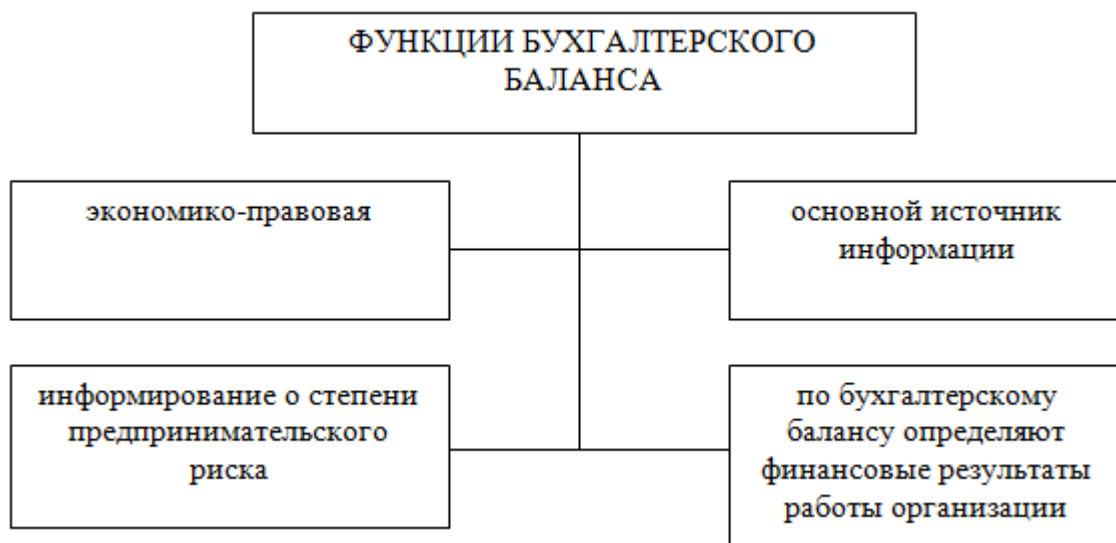 ФУНКЦИИ БУХГАЛТЕРСКОГО
БАЛАНСА
экономико-правовая
основной источник
информации
информирование о степени
предпринимательского
риска
по бухгалтерскому
балансу определяют
финансовые результаты
работы организации